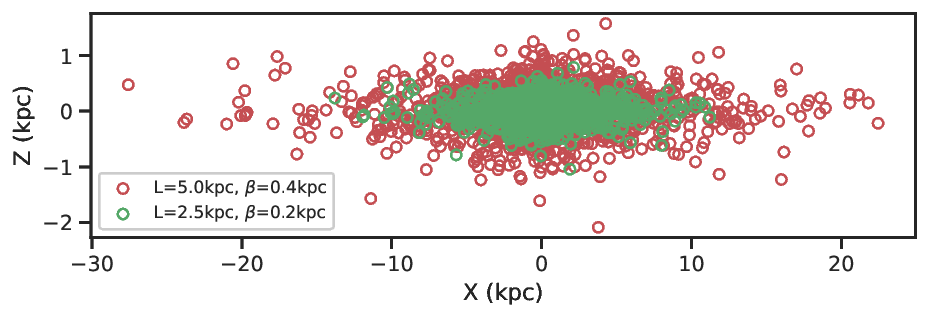 1
0
−1
−2
Z (kpc)
L=5.0kpc, β=0.4kpc
L=2.5kpc, β=0.2kpc
−30 −20 −10 0 10 20
X (kpc)